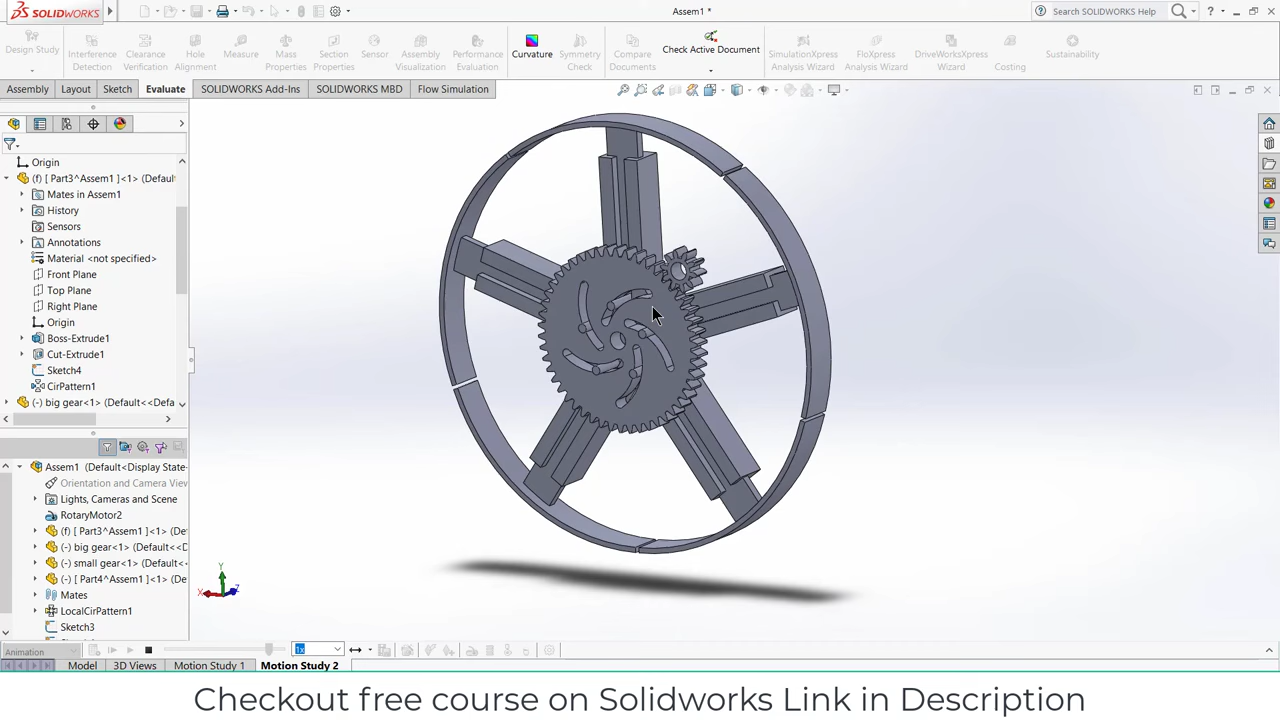 SOLIDWORKS
Assem1 *
Search SOLIDWORKS Help
Design Study
Interference Detection
Clearance Verification
Hole Alignment
Measure
Mass Properties
Section Properties
Sensor
Assembly Visualization
Performance Evaluation
Curvature
Symmetry Check
Compare Documents
Check Active Document
SimulationXpress Analysis Wizard
FloXpress Analysis Wizard
DriveWorksXpress Wizard
Costing
Sustainability
Assembly Layout Sketch Evaluate SOLIDWORKS Add-Ins SOLIDWORKS MBD Flow Simulation
Origin
(f) [ Part3^Assem1 ]<1> (Defaul
Mates in Assem1
History
Sensors
Annotations
Material <not specified>
Front Plane
Top Plane
Right Plane
Origin
Boss-Extrude1
Cut-Extrude1
Sketch4
CirPattern1
(-) big gear<1> (Default<<Defa
Assem1 (Default<Display State-
Orientation and Camera View
Lights, Cameras and Scene
RotaryMotor2
(f) [ Part3^Assem1 ]<1> (De
(-) big gear<1> (Default<<D
(-) small gear<1> (Default<
(-) [ Part4^Assem1 ]<1> (De
Mates
LocalCirPattern1
Sketch3
Y
X
Z
Animation
1x
Model 3D Views Motion Study 1 Motion Study 2
Checkout free course on Solidworks Link in Description